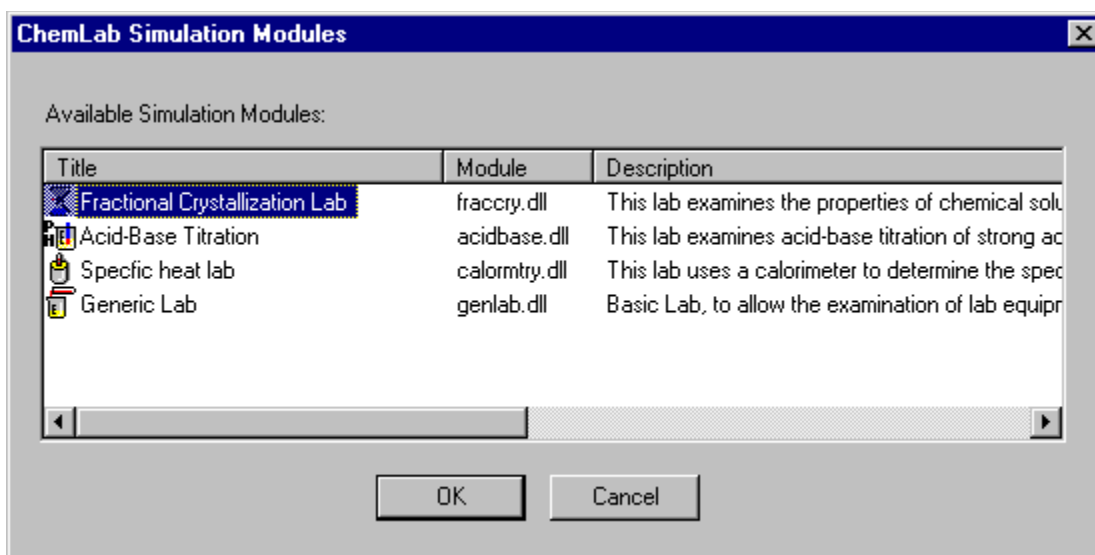 ChemLab Simulation Modules
Available Simulation Modules:
Title Module Description
Fractional Crystallization Lab fraccry.dll This lab examines the properties of chemical solu
Acid-Base Titration acidbase.dll This lab examines acid-base titration of strong ac
Specfic heat lab calormtry.dll This lab uses a calorimeter to determine the spec
Generic Lab genlab.dll Basic Lab, to allow the examination of lab equipr
OK Cancel